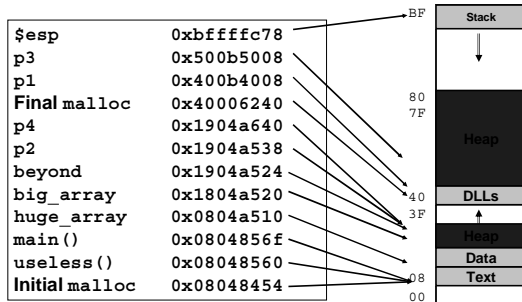 $esp 0xbffffc78
p3 0x500b5008
p1 0x400b4008
Final malloc 0x40006240
p4 0x1904a640
p2 0x1904a538
beyond 0x1904a524
big_array 0x1804a520
huge_array 0x0804a510
main() 0x0804856f
useless() 0x08048560
Initial malloc 0x08048454
BF
Stack
80
7F
Heap
40
DLLs
3F
Heap
Data
08
Text
00